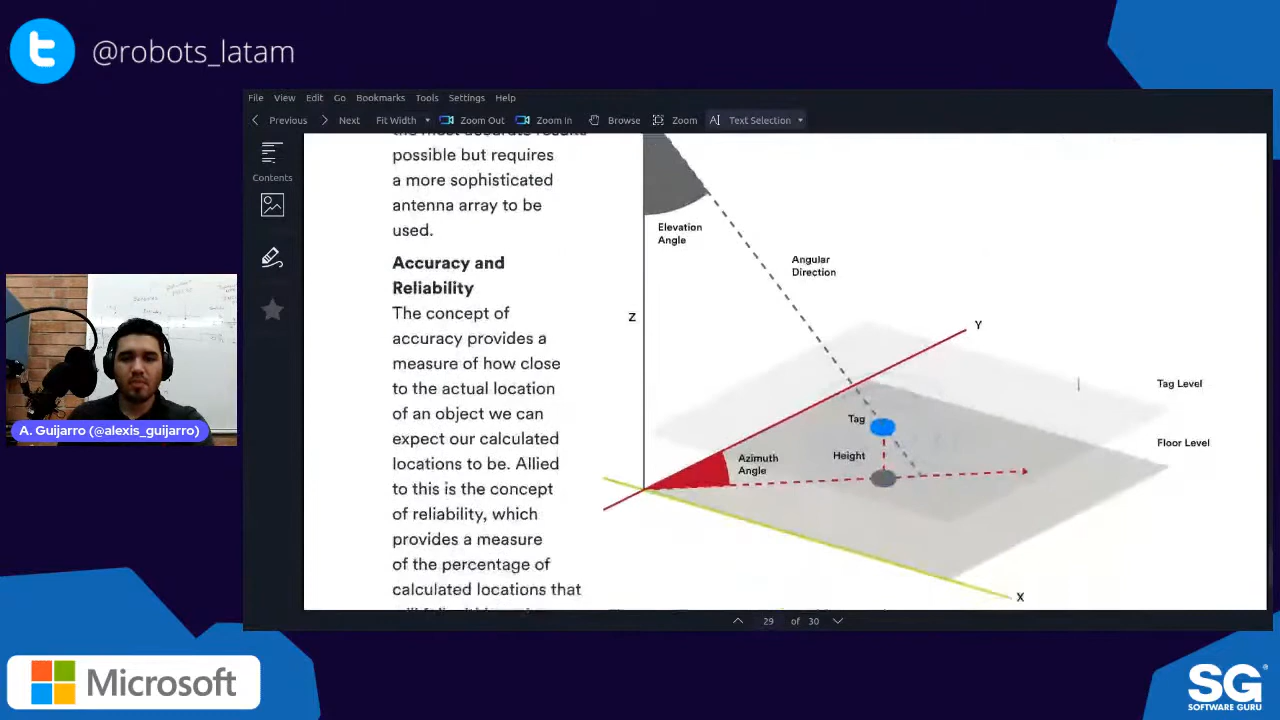 @robots_latam
File View Edit Go Bookmarks Tools Settings Help
Previous Next Fit Width Zoom Out Zoom In Browse Zoom Text Selection
Contents
possible but requires
a more sophisticated
antenna array to be
used.
Accuracy and
Reliability
The concept of
accuracy provides a
measure of how close
to the actual location
of an object we can
expect our calculated
locations to be. Allied
to this is the concept
of reliability, which
provides a measure
of the percentage of
calculated locations that
Elevation
Angle
Angular
Direction
Z
Y
Tag Level
Tag
Floor Level
Height
Azimuth
Angle
X
29 of 30
A. Guijarro (@alexis_guijarro)
Microsoft
SG
SOFTWARE GURU